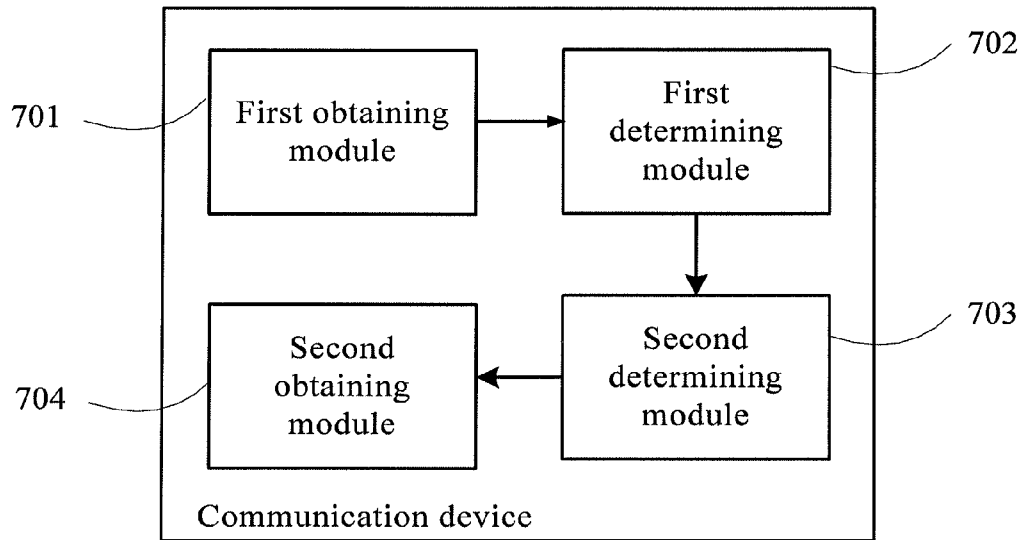 701
First obtaining
module
First
determining
module
702
704
Second
obtaining
module
Second
determining
module
703
Communication device